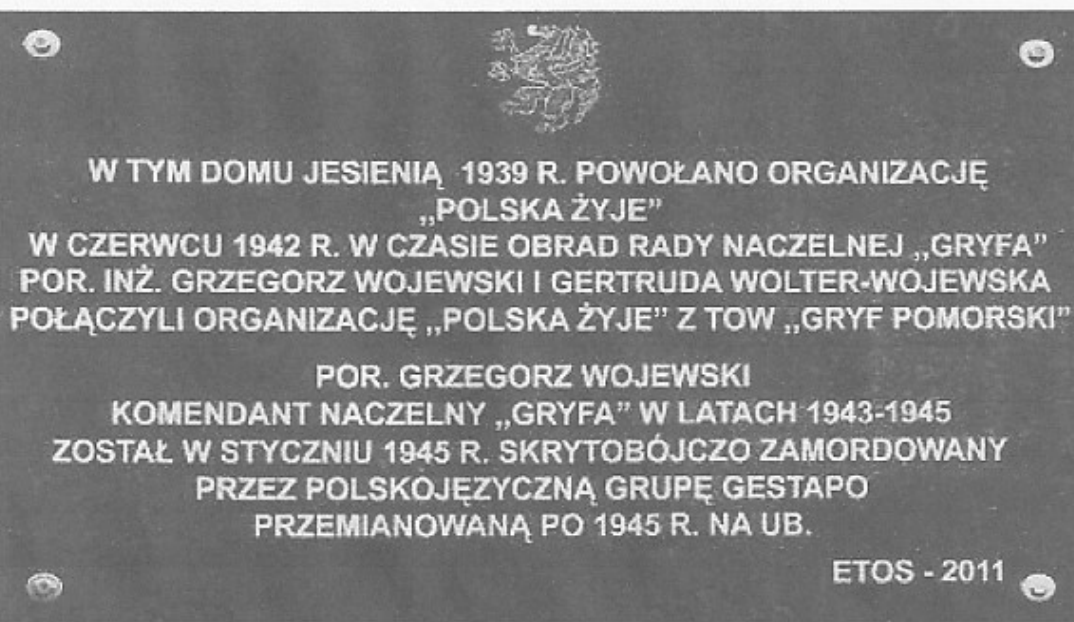 W TYM DOMU JESIENIĄ 1939 R. POWOŁANO ORGANIZACJĘ
„POLSKA ŻYJE”
W CZERWCU 1942 R. W CZASIE OBRAD RADY NACZELNEJ „GRYFA”
POR. INŻ. GRZEGORZ WOJEWSKI I GERTRUDA WOLTER-WOJEWSKA
POŁĄCZYLI ORGANIZACJĘ „POLSKA ŻYJE” Z TOW „GRYF POMORSKI”
POR. GRZEGORZ WOJEWSKI
KOMENDANT NACZELNY „GRYFA” W LATACH 1943-1945
ZOSTAŁ W STYCZNIU 1945 R. SKRYTOBÓJCZO ZAMORDOWANY
PRZEZ POLSKOJĘZYCZNĄ GRUPĘ GESTAPO
PRZEMIANOWANĄ PO 1945 R. NA UB.
ETOS - 2011